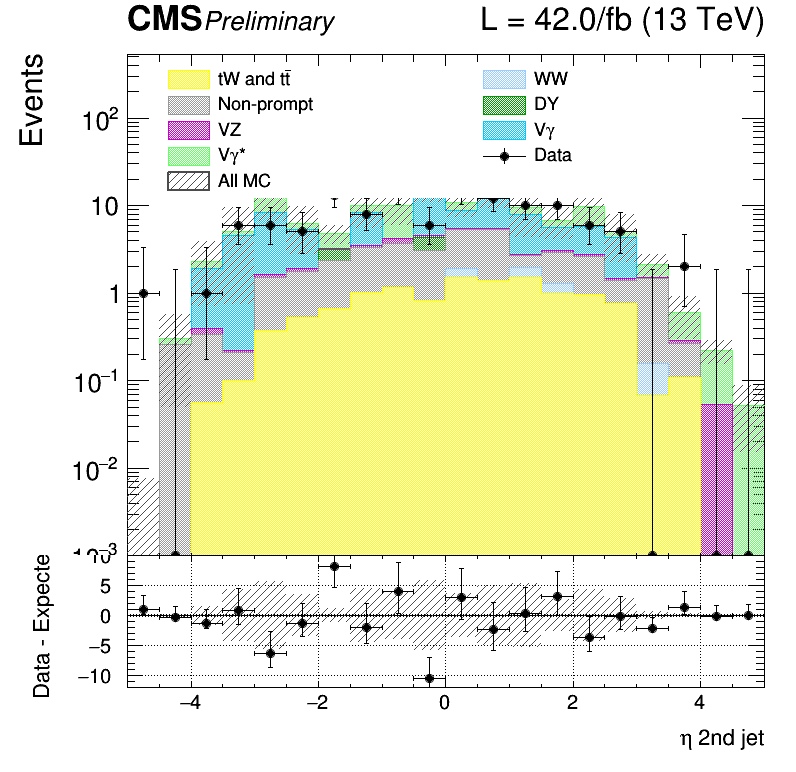 CMS Preliminary L = 42.0/fb (13 TeV)
Events
tW and tt̄
WW
Non-prompt
DY
VZ
Vγ
Vγ*
Data
All MC
10²
10
1
10⁻¹
10⁻²
10⁻³
Data - Expecte
5
0
−5
−10
−4 −2 0 2 4
η 2nd jet